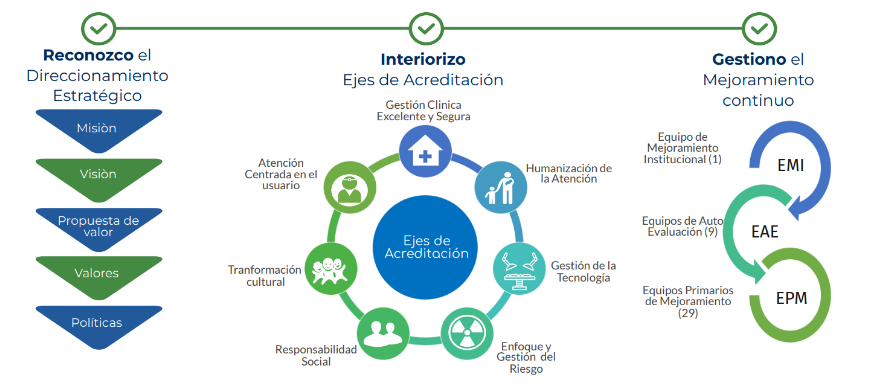 Reconozco el
Direccionamiento
Estratégico
Misiòn
Visiòn
Propuesta de
valor
Valores
Políticas
Interiorizo
Ejes de Acreditación
Gestión Clinica
Excelente y Segura
Humanización de
la Atención
Gestión de la
Tecnología
Enfoque y
Gestión del
Riesgo
Responsabilidad
Social
Tranformación
cultural
Atención
Centrada en el
usuario
Ejes de
Acreditación
Gestiono el
Mejoramiento
continuo
Equipo de
Mejoramiento
Institucional (1)
EMI
Equipos de Auto
Evaluación (9)
EAE
Equipos Primarios
de Mejoramiento
(29)
EPM